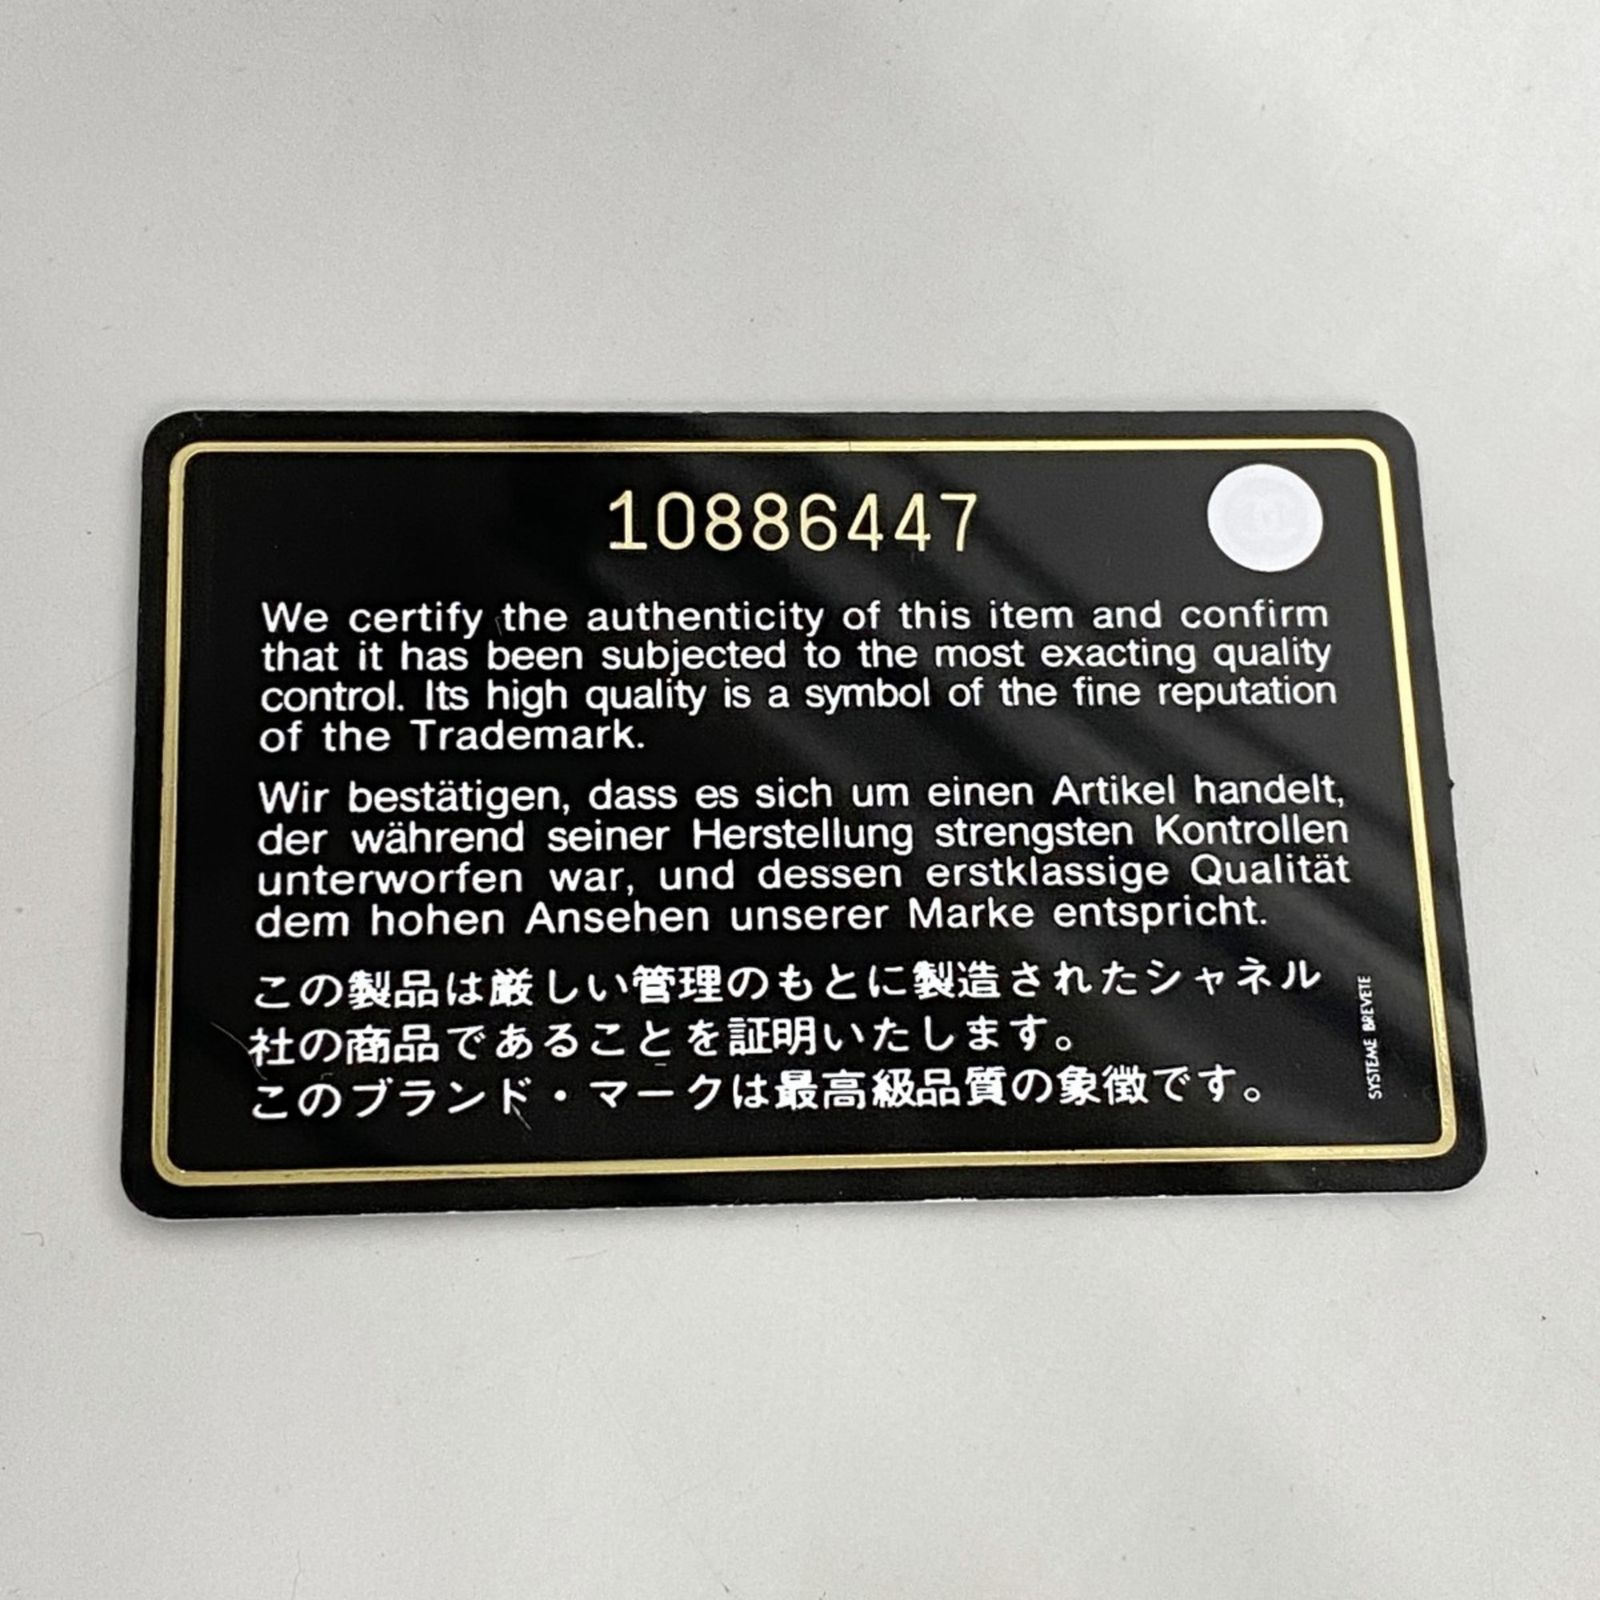 10886447
We certify the authenticity of this item and confirm
that it has been subjected to the most exacting quality
control. Its high quality is a symbol of the fine reputation
of the Trademark.
Wir bestätigen, dass es sich um einen Artikel handelt,
der während seiner Herstellung strengsten Kontrollen
unterworfen war, und dessen erstklassige Qualität
dem hohen Ansehen unserer Marke entspricht.
この製品は厳しい管理のもとに製造されたシャネル
社の商品であることを証明いたします。
このブランド・マークは最高級品質の象徴です。
SYSTEME BREVETE